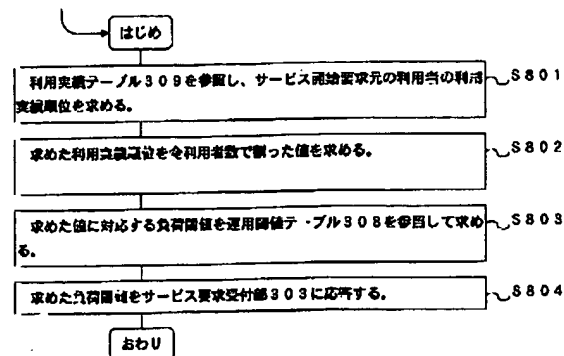 はじめ
利用実績テーブル309を参照し、サービス開始要求元の利用当の利用
実績順位を求める。
S801
求めた利用実績順位を全利用者数で割った値を求める。
S802
求めた値に対応する負荷閾値を運用閾値テーブル308を参照して求め
る。
S803
求めた負荷閾値をサービス要求受付部303に応答する。
S804
おわり